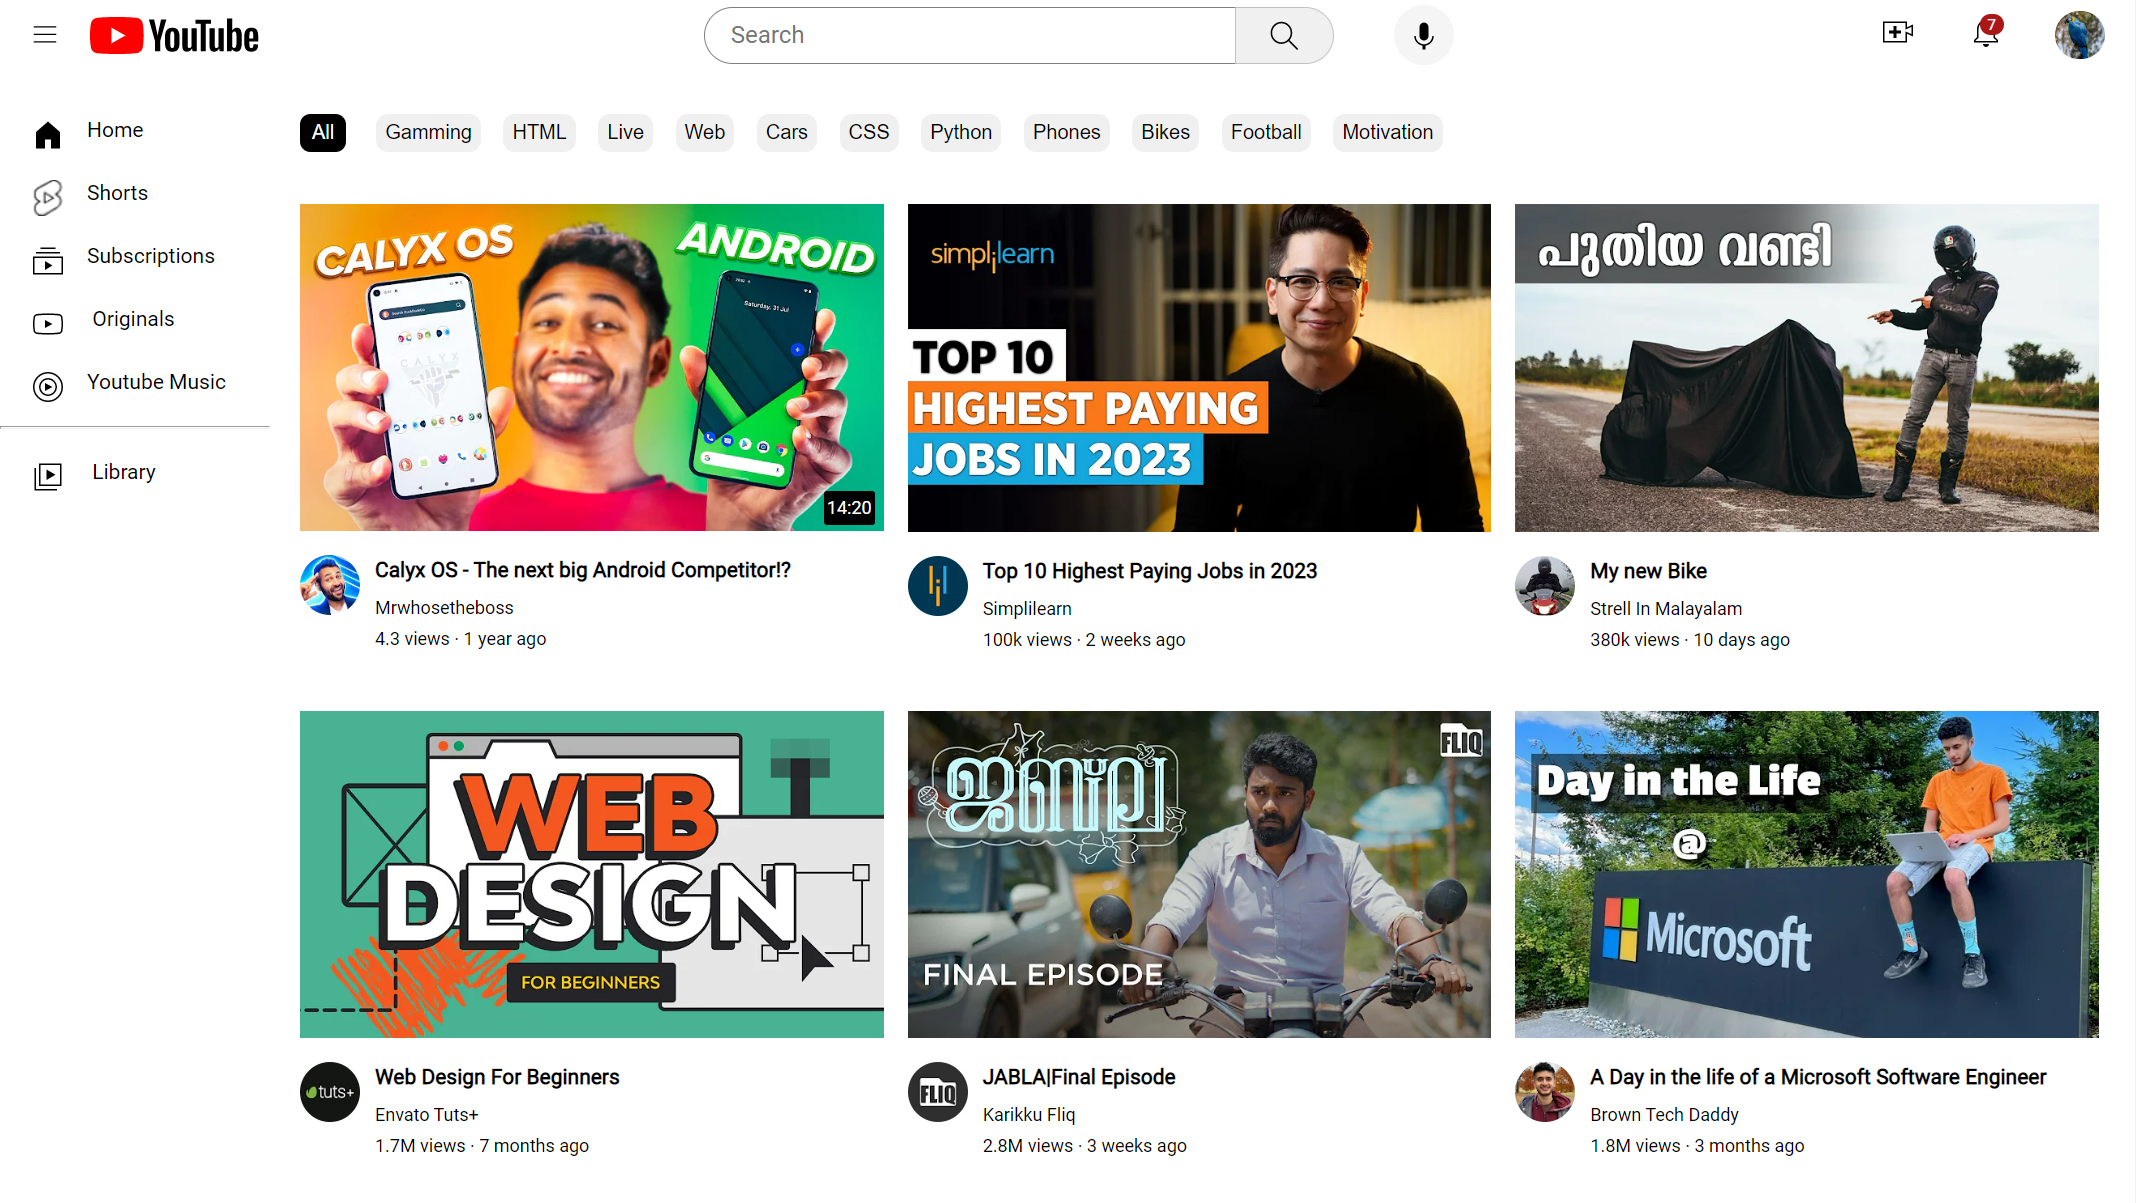 YouTube
Search
7
Home
Shorts
Subscriptions
Originals
Youtube Music
Library
All
Gamming
HTML
Live
Web
Cars
CSS
Python
Phones
Bikes
Football
Motivation
CALYX OS
ANDROID
CALYX
Saturday, 31 Jul
14:20
Calyx OS - The next big Android Competitor!?
Mrwhosetheboss
4.3 views · 1 year ago
simplilearn
TOP 10
HIGHEST PAYING
JOBS IN 2023
Top 10 Highest Paying Jobs in 2023
Simplilearn
100k views · 2 weeks ago
പുതിയ വണ്ടി
My new Bike
Strell In Malayalam
380k views · 10 days ago
WEB
DESIGN
FOR BEGINNERS
tuts+
Web Design For Beginners
Envato Tuts+
1.7M views · 7 months ago
FLIQ
ജബ്‌ല
FINAL EPISODE
FLIQ
JABLA|Final Episode
Karikku Fliq
2.8M views · 3 weeks ago
Day in the Life
@
Microsoft
A Day in the life of a Microsoft Software Engineer
Brown Tech Daddy
1.8M views · 3 months ago